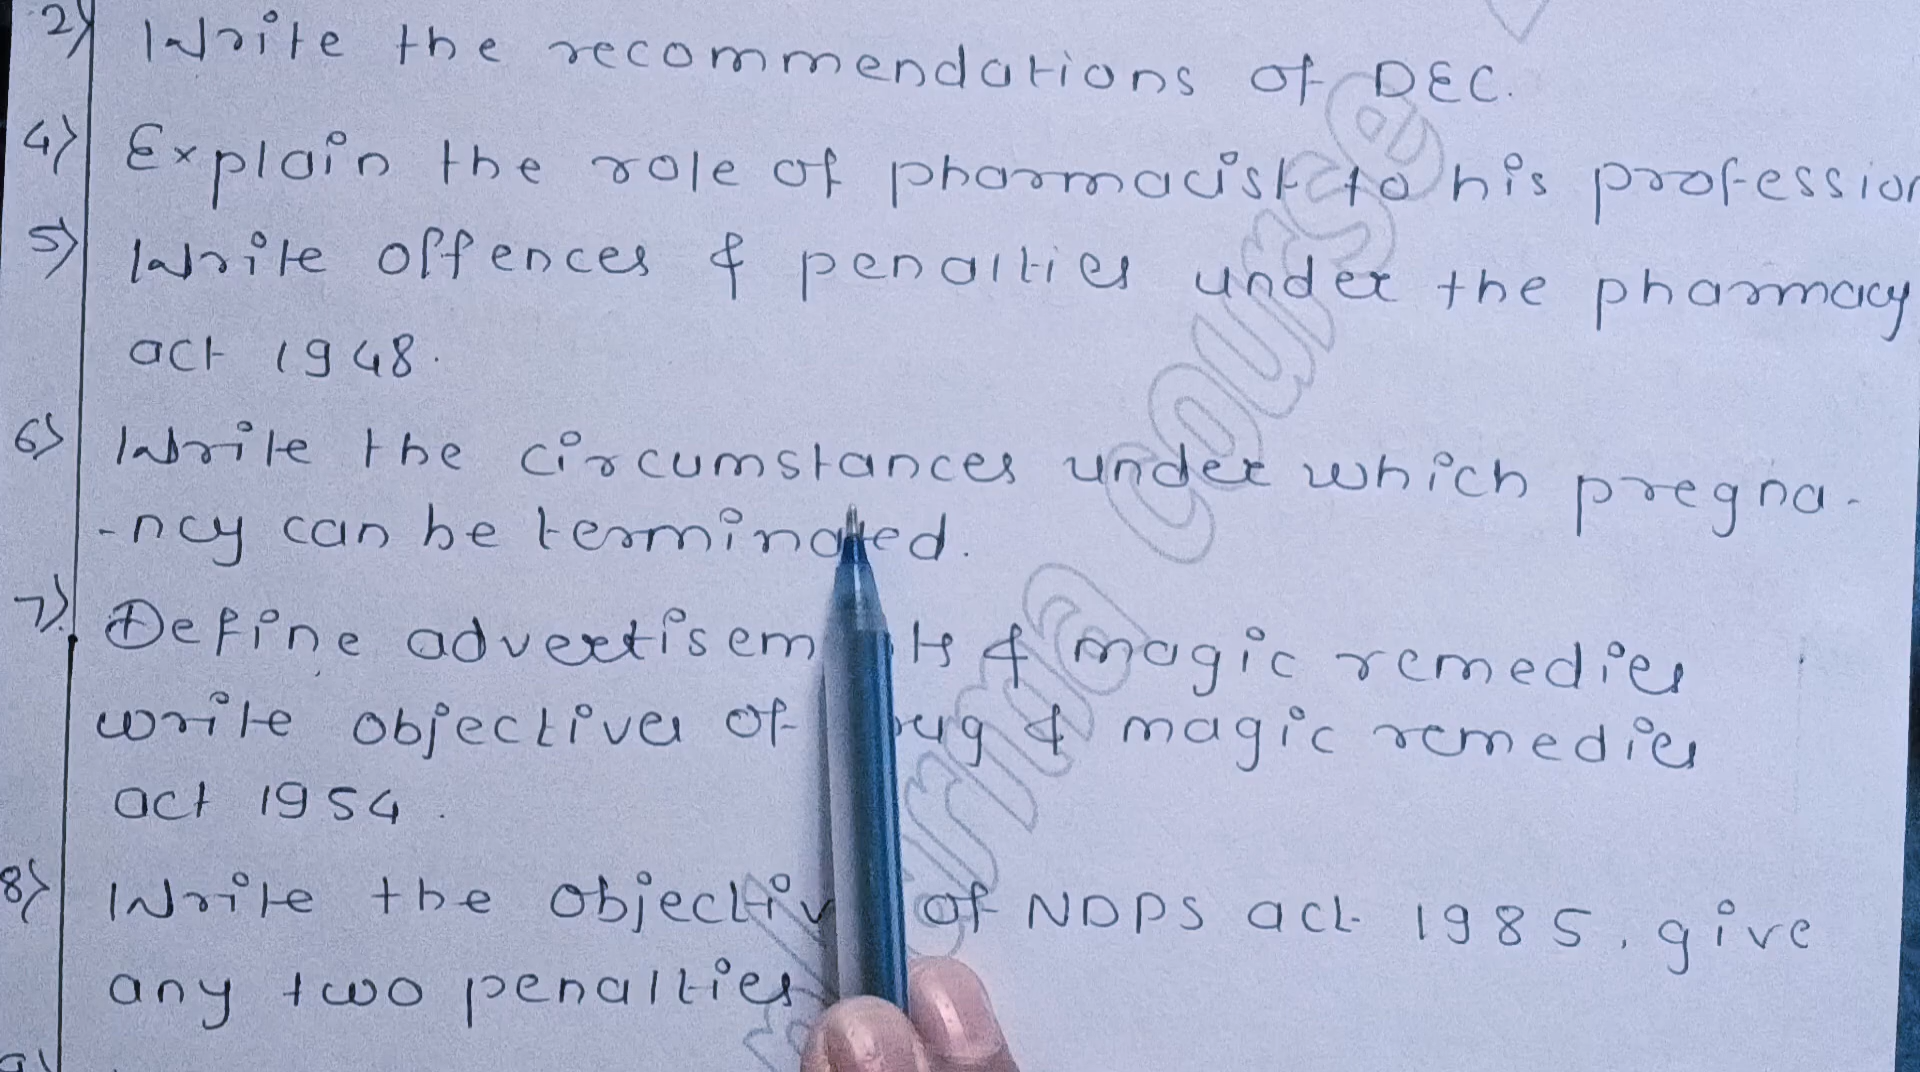 2) Write the recommendations of DEC.
4) Explain the role of pharmacist to his profession
5) Write offences & penalties under the pharmacy
act 1948.
6) Write the circumstances under which pregna-
-ncy can be terminated.
7) Define & magic remedies
write objectives of & magic remedies
act 1954.
8) Write the of NDPS act 1985, give
any two penalties